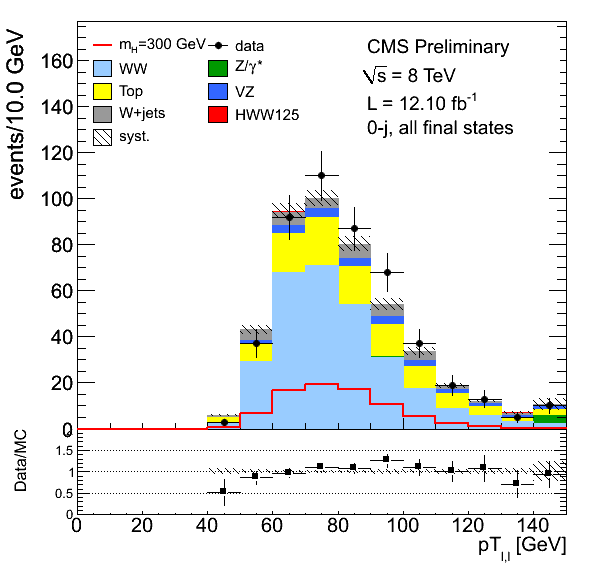 events/10.0 GeV
160
140
120
100
80
60
40
20
0
m_H=300 GeV
data
WW
Z/γ*
Top
VZ
W+jets
HWW125
syst.
CMS Preliminary
√s = 8 TeV
L = 12.10 fb⁻¹
0-j, all final states
Data/MC
1.5
1
0.5
0
0 20 40 60 80 100 120 140
pT_l,l [GeV]